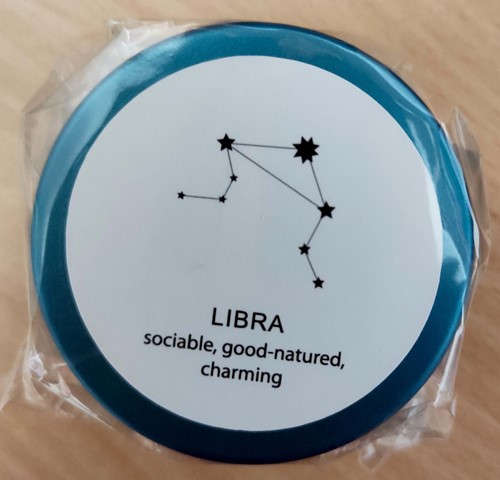 LIBRA
sociable, good-natured,
charming